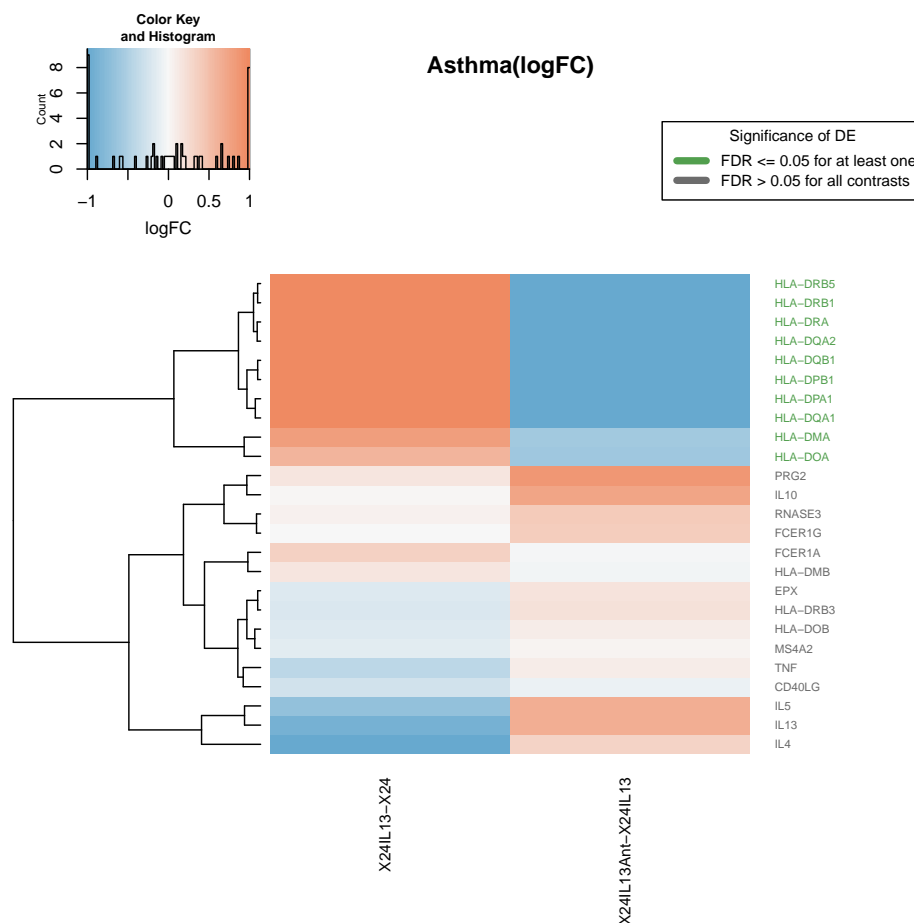 Color Key
and Histogram
Count
0 2 4 6 8
−1 0 0.5 1
logFC
Asthma(logFC)
Significance of DE
FDR <= 0.05 for at least one
FDR > 0.05 for all contrasts
HLA−DRB5
HLA−DRB1
HLA−DRA
HLA−DQA2
HLA−DQB1
HLA−DPB1
HLA−DPA1
HLA−DQA1
HLA−DMA
HLA−DOA
PRG2
IL10
RNASE3
FCER1G
FCER1A
HLA−DMB
EPX
HLA−DRB3
HLA−DOB
MS4A2
TNF
CD40LG
IL5
IL13
IL4
X24IL13−X24
X24IL13Ant−X24IL13